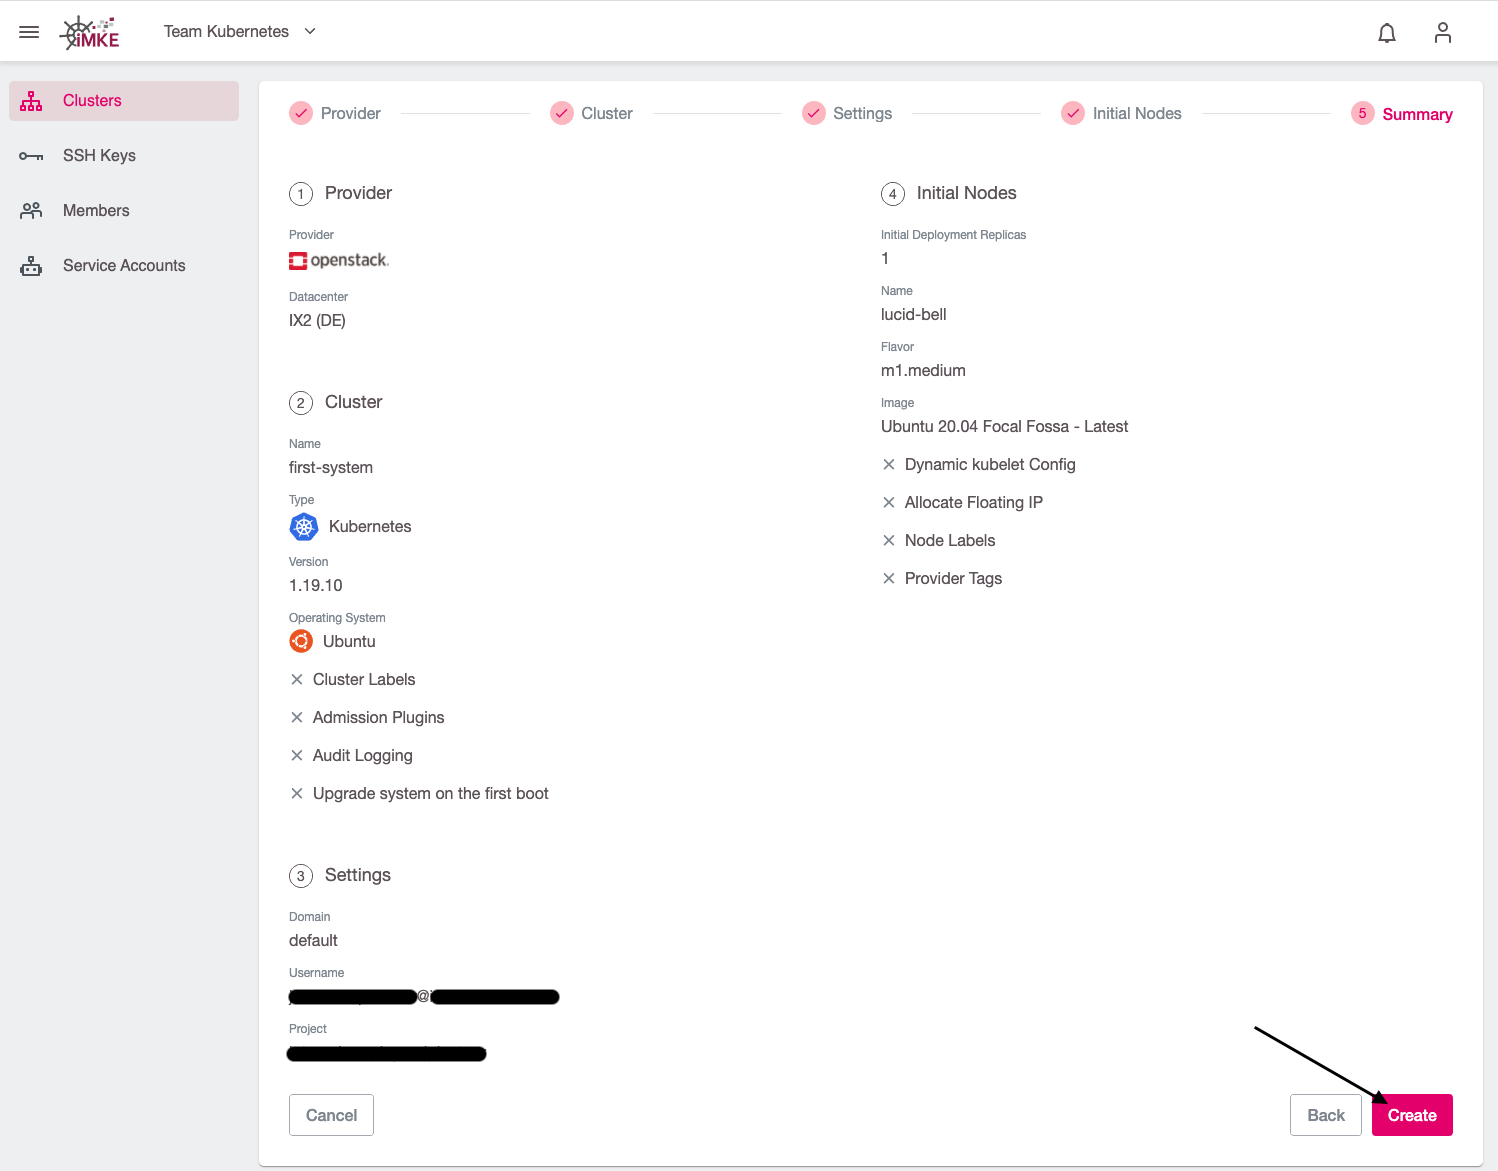 iMKE
Team Kubernetes
Clusters
SSH Keys
Members
Service Accounts
Provider
Cluster
Settings
Initial Nodes
5 Summary
1 Provider
Provider
openstack.
Datacenter
IX2 (DE)
2 Cluster
Name
first-system
Type
Kubernetes
Version
1.19.10
Operating System
Ubuntu
Cluster Labels
Admission Plugins
Audit Logging
Upgrade system on the first boot
3 Settings
Domain
default
Username
@
Project
4 Initial Nodes
Initial Deployment Replicas
1
Name
lucid-bell
Flavor
m1.medium
Image
Ubuntu 20.04 Focal Fossa - Latest
Dynamic kubelet Config
Allocate Floating IP
Node Labels
Provider Tags
Cancel
Back
Create